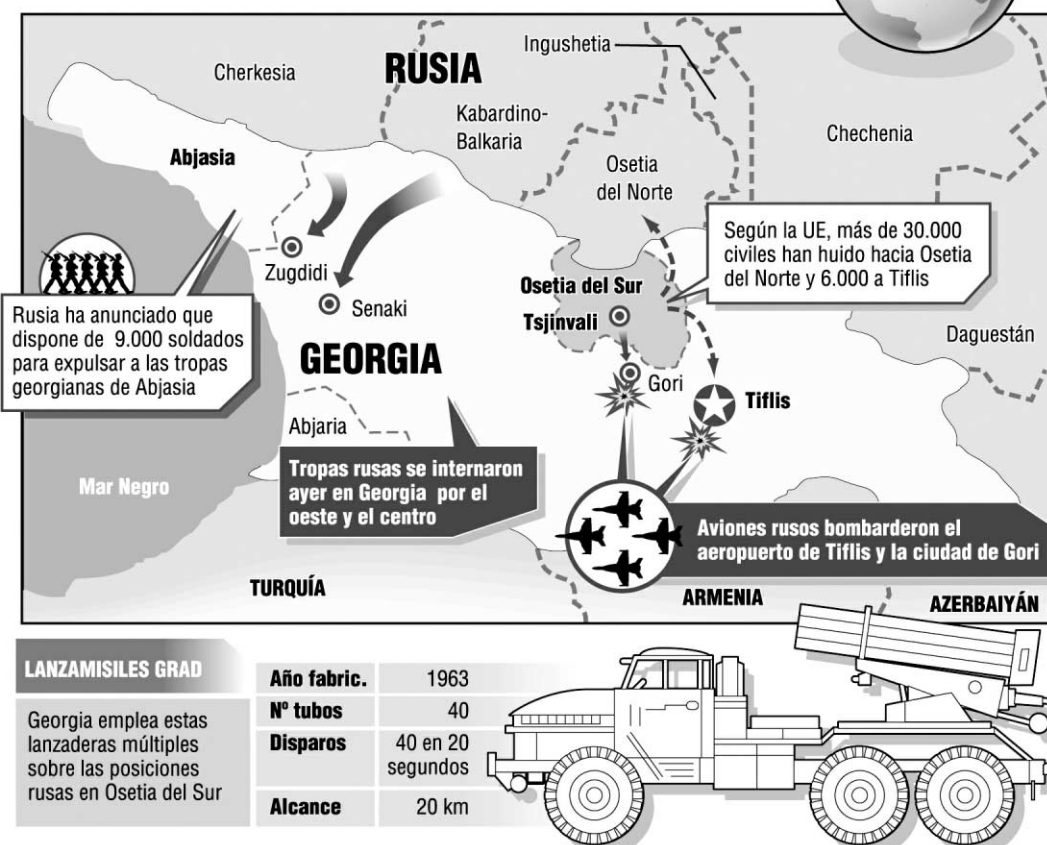 Cherkesia
RUSIA
Ingushetia
Kabardino-
Balkaria
Chechenia
Abjasia
Osetia
del Norte
Según la UE, más de 30.000
civiles han huido hacia Osetia
del Norte y 6.000 a Tiflis
Zugdidi
Senaki
Osetia del Sur
Tsjinvali
Rusia ha anunciado que
dispone de 9.000 soldados
para expulsar a las tropas
georgianas de Abjasia
Daguestán
GEORGIA
Gori
Tiflis
Abjaria
Mar Negro
Tropas rusas se internaron
ayer en Georgia por el
oeste y el centro
Aviones rusos bombarderon el
aeropuerto de Tiflis y la ciudad de Gori
TURQUÍA
ARMENIA
AZERBAIYÁN
LANZAMISILES GRAD
Georgia emplea estas
lanzaderas múltiples
sobre las posiciones
rusas en Osetia del Sur
Año fabric. 1963
Nº tubos 40
Disparos 40 en 20
segundos
Alcance 20 km